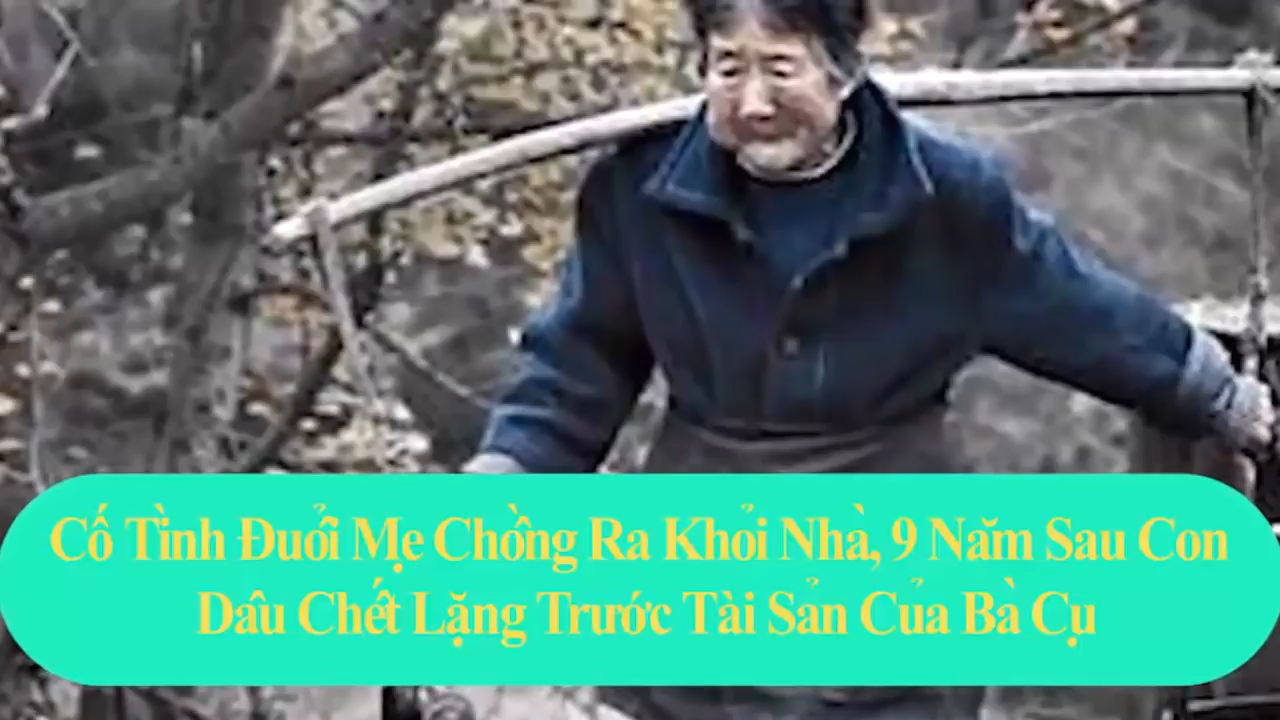 Cố Tình Đuổi Mẹ Chồng Ra Khỏi Nhà, 9 Năm Sau Con
Dâu Chết Lặng Trước Tài Sản Của Bà Cụ